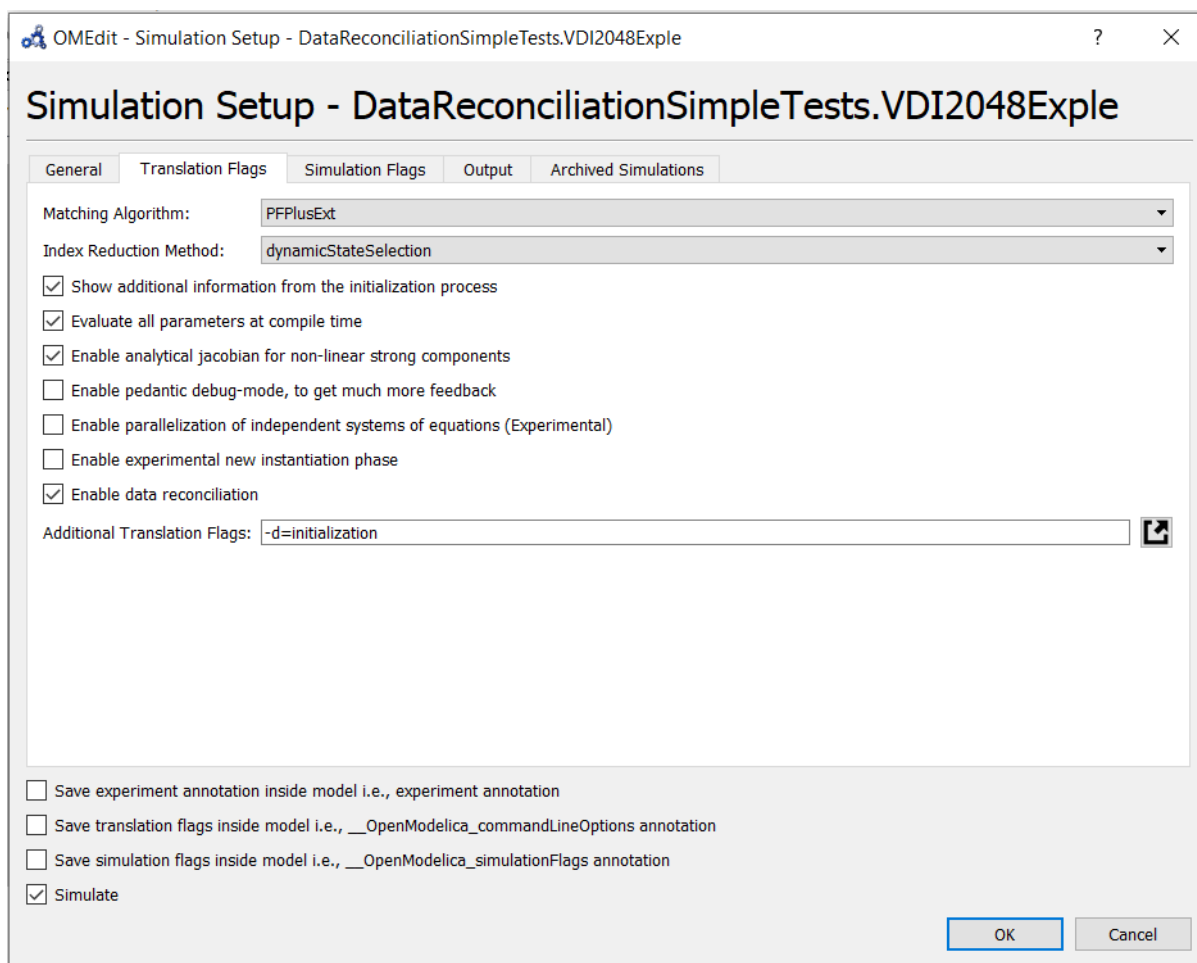 OMEdit - Simulation Setup - DataReconciliationSimpleTests.VDI2048Exple ?
Simulation Setup - DataReconciliationSimpleTests.VDI2048Exple
General Translation Flags Simulation Flags Output Archived Simulations
Matching Algorithm: PFPlusExt
Index Reduction Method: dynamicStateSelection
Show additional information from the initialization process
Evaluate all parameters at compile time
Enable analytical jacobian for non-linear strong components
Enable pedantic debug-mode, to get much more feedback
Enable parallelization of independent systems of equations (Experimental)
Enable experimental new instantiation phase
Enable data reconciliation
Additional Translation Flags: -d=initialization
Save experiment annotation inside model i.e., experiment annotation
Save translation flags inside model i.e., __OpenModelica_commandLineOptions annotation
Save simulation flags inside model i.e., __OpenModelica_simulationFlags annotation
Simulate
OK Cancel